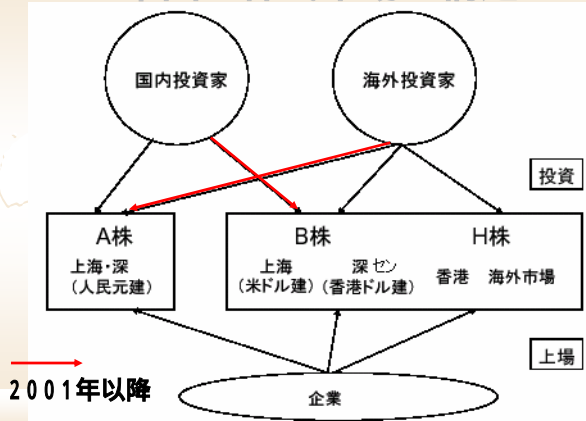 国内投資家
海外投資家
投資
A株
B株
H株
上海・深
(人民元建)
上海
(米ドル建)
深セン
(香港ドル建)
香港 海外市場
上場
2001年以降
企業